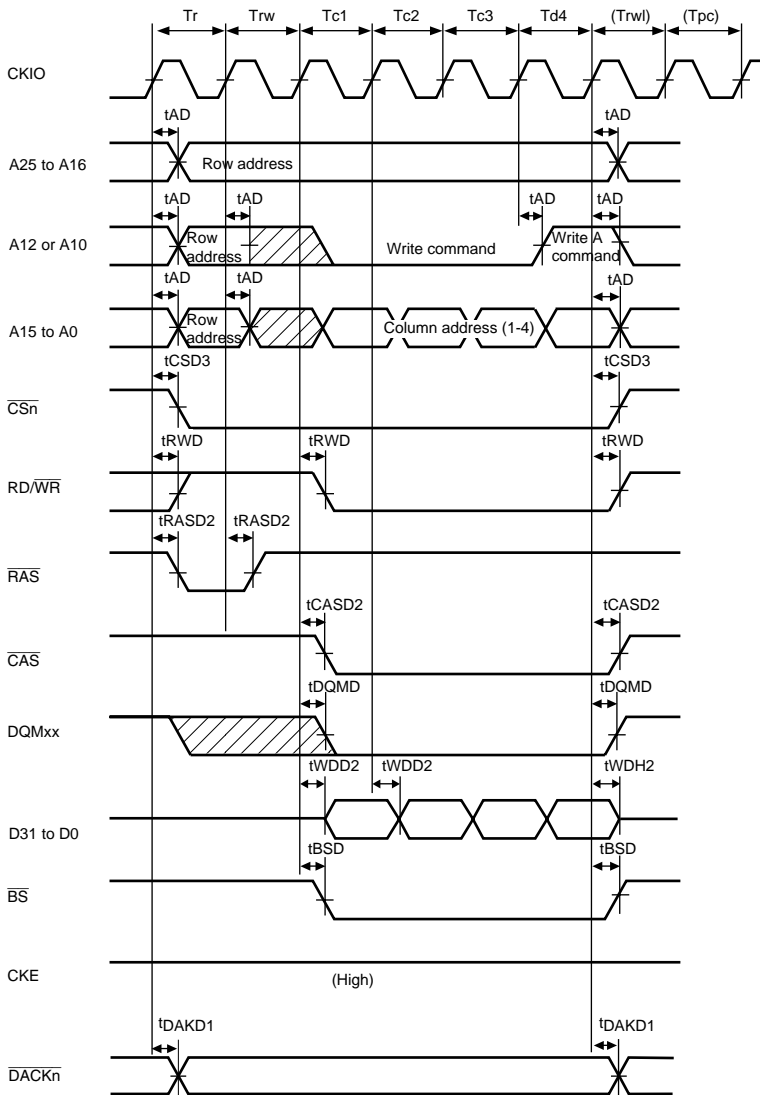 Tr Trw Tc1 Tc2 Tc3 Td4 (Trwl) (Tpc)
CKIO
tAD tAD
A25 to A16 Row address
tAD tAD tAD tAD
A12 or A10 Row address Write command Write A command
tAD tAD tAD
A15 to A0 Row address Column address (1-4)
tCSD3 tCSD3
CSn
tRWD tRWD tRWD
RD/WR
tRASD2 tRASD2
RAS
tCASD2 tCASD2
CAS
tDQMD tDQMD
DQMxx
tWDD2 tWDD2 tWDH2
D31 to D0
tBSD tBSD
BS
CKE (High)
tDAKD1 tDAKD1
DACKn